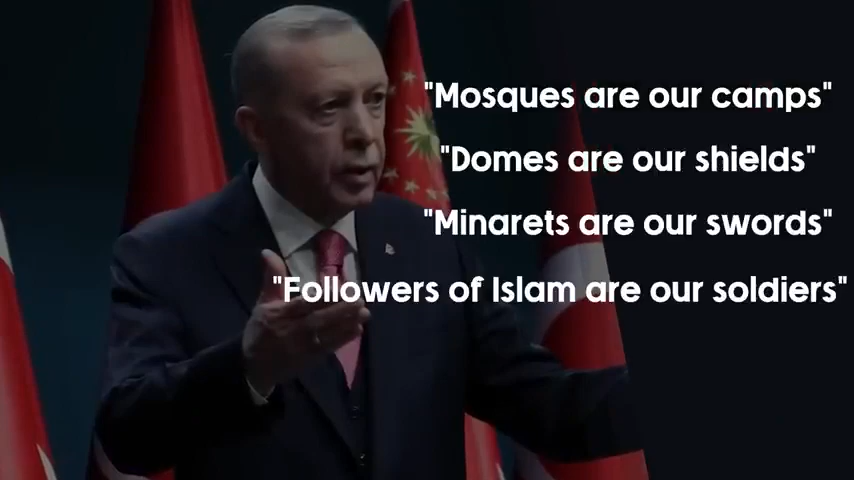 "Mosques are our camps"
"Domes are our shields"
"Minarets are our swords"
"Followers of Islam are our soldiers"